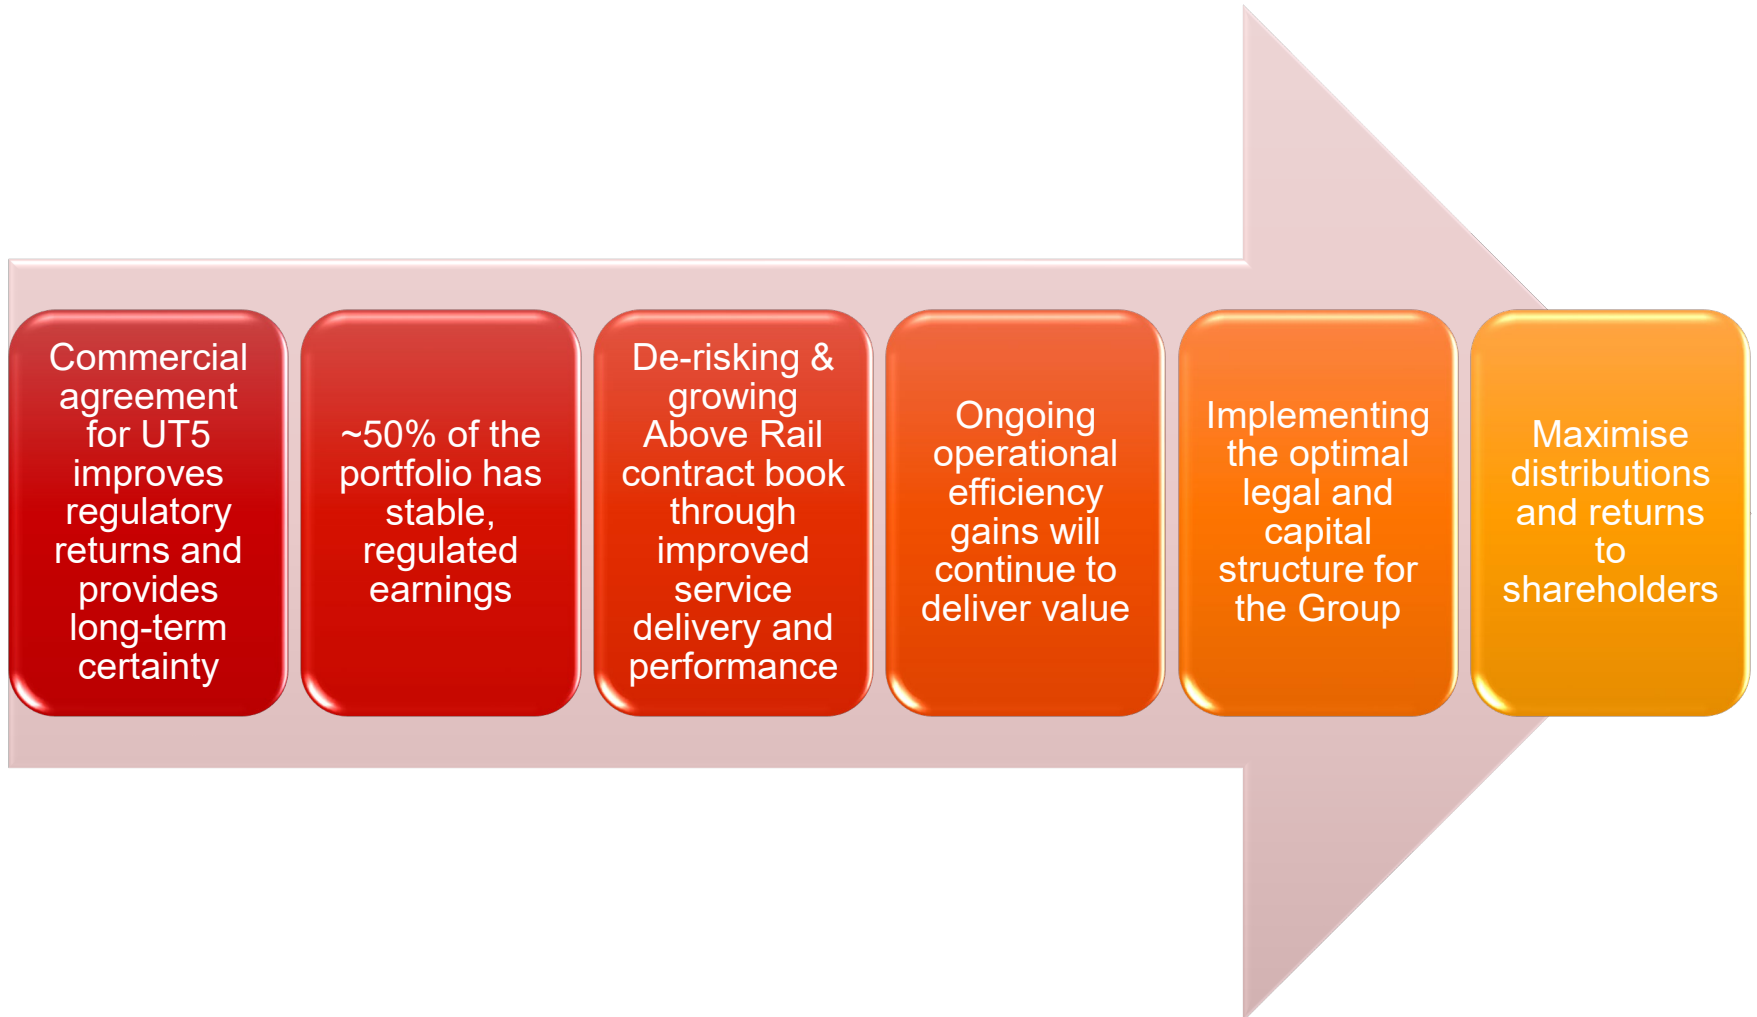 Commercial
agreement
for UT5
improves
regulatory
returns and
provides
long-term
certainty
~50% of the
portfolio has
stable,
regulated
earnings
De-risking &
growing
Above Rail
contract book
through
improved
service
delivery and
performance
Ongoing
operational
efficiency
gains will
continue to
deliver value
Implementing
the optimal
legal and
capital
structure for
the Group
Maximise
distributions
and returns
to
shareholders